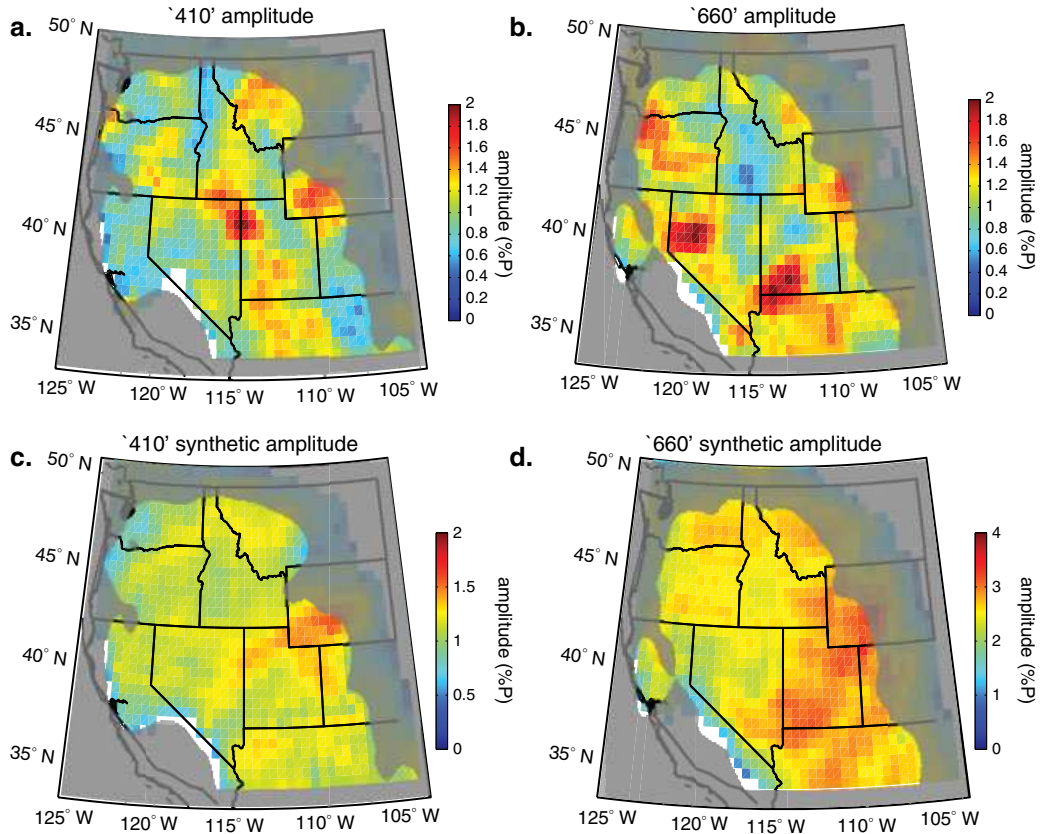 a.
`410' amplitude
50° N
45° N
40° N
35° N
125° W
120° W
115° W
110° W
105° W
2
1.8
1.6
1.4
1.2
1
0.8
0.6
0.4
0.2
0
amplitude (%P)
b.
`660' amplitude
50° N
45° N
40° N
35° N
125° W
120° W
115° W
110° W
105° W
2
1.8
1.6
1.4
1.2
1
0.8
0.6
0.4
0.2
0
amplitude (%P)
c.
`410' synthetic amplitude
50° N
45° N
40° N
35° N
125° W
120° W
115° W
110° W
105° W
2
1.5
1
0.5
0
amplitude (%P)
d.
`660' synthetic amplitude
50° N
45° N
40° N
35° N
125° W
120° W
115° W
110° W
105° W
4
3
2
1
0
amplitude (%P)